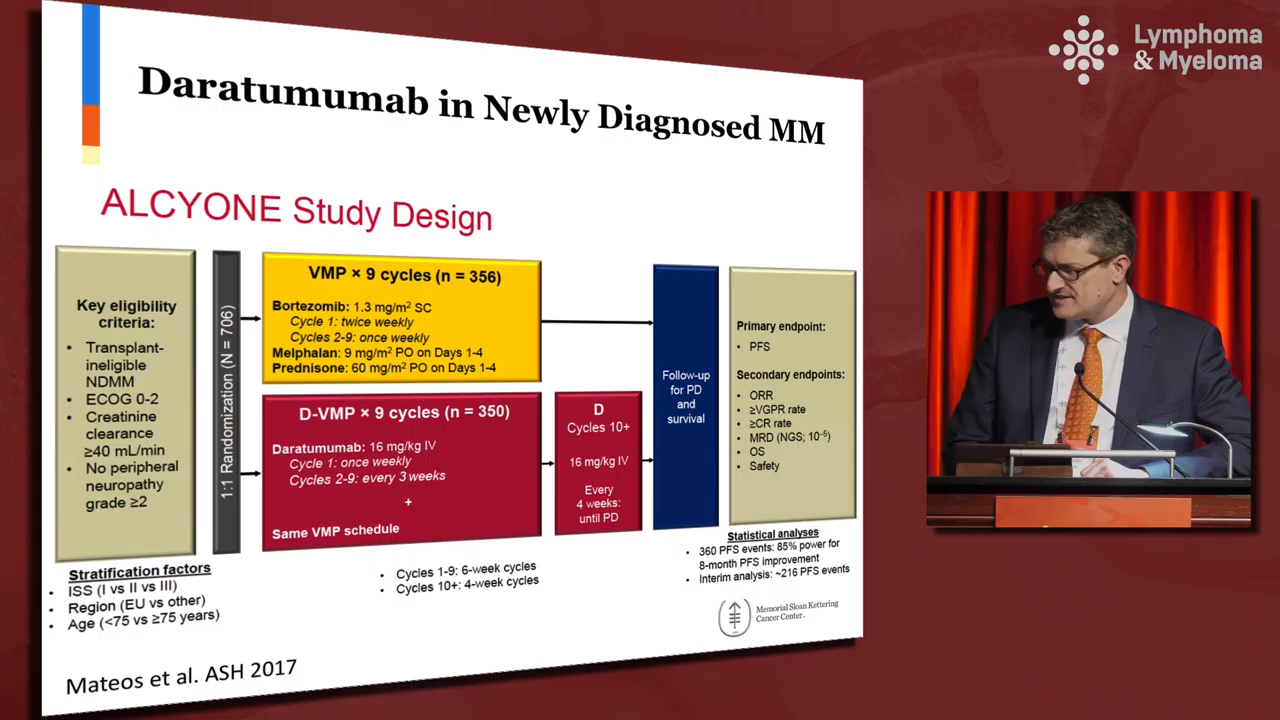 Lymphoma
& Myeloma
Daratumumab in Newly Diagnosed MM
ALCYONE Study Design
Key eligibility
criteria:
• Transplant-
ineligible
NDMM
• ECOG 0-2
• Creatinine
clearance
≥40 mL/min
• No peripheral
neuropathy
grade ≥2
1:1 Randomization (N = 706)
VMP × 9 cycles (n = 356)
Bortezomib: 1.3 mg/m² SC
Cycle 1: twice weekly
Cycles 2-9: once weekly
Melphalan: 9 mg/m² PO on Days 1-4
Prednisone: 60 mg/m² PO on Days 1-4
D-VMP × 9 cycles (n = 350)
Daratumumab: 16 mg/kg IV
Cycle 1: once weekly
Cycles 2-9: every 3 weeks
+
Same VMP schedule
D
Cycles 10+
16 mg/kg IV
Every
4 weeks:
until PD
Follow-up
for PD
and
survival
Primary endpoint:
• PFS
Secondary endpoints:
• ORR
• ≥VGPR rate
• ≥CR rate
• MRD (NGS; 10⁻⁵)
• OS
• Safety
Stratification factors
• ISS (I vs II vs III)
• Region (EU vs other)
• Age (<75 vs ≥75 years)
• Cycles 1-9: 6-week cycles
• Cycles 10+: 4-week cycles
Statistical analyses
• 360 PFS events: 85% power for
8-month PFS improvement
• Interim analysis: ~216 PFS events
Memorial Sloan Kettering
Cancer Center.
Mateos et al. ASH 2017